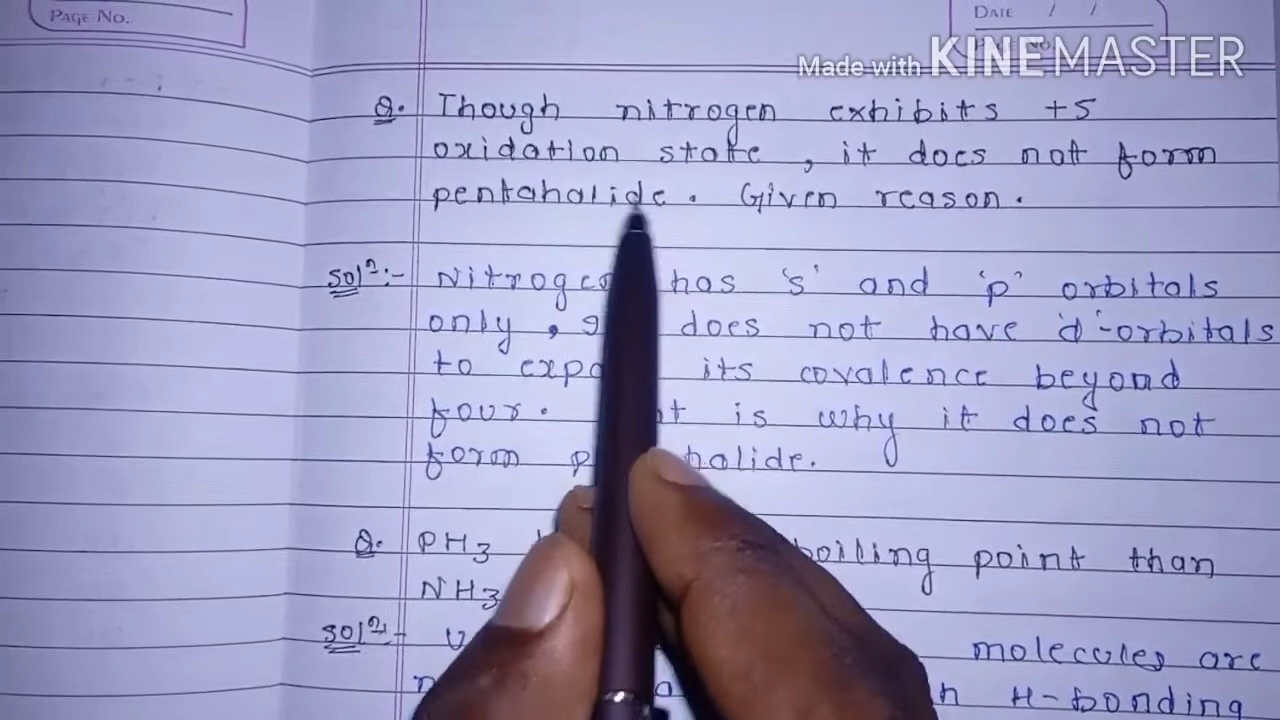 PAGE NO.
DATE / /
Made with KINEMASTER
Q. Though nitrogen exhibits +5
oxidation state, it does not form
pentahalide. Given reason.
Solⁿ:- Nitrogen has 's' and 'p' orbitals
only, does not have 'd'-orbitals
to its covalence beyond
four. is why it does not
form halide.
Q. PH3 boiling point than
NH3
Solⁿ:- molecules are
H-bonding